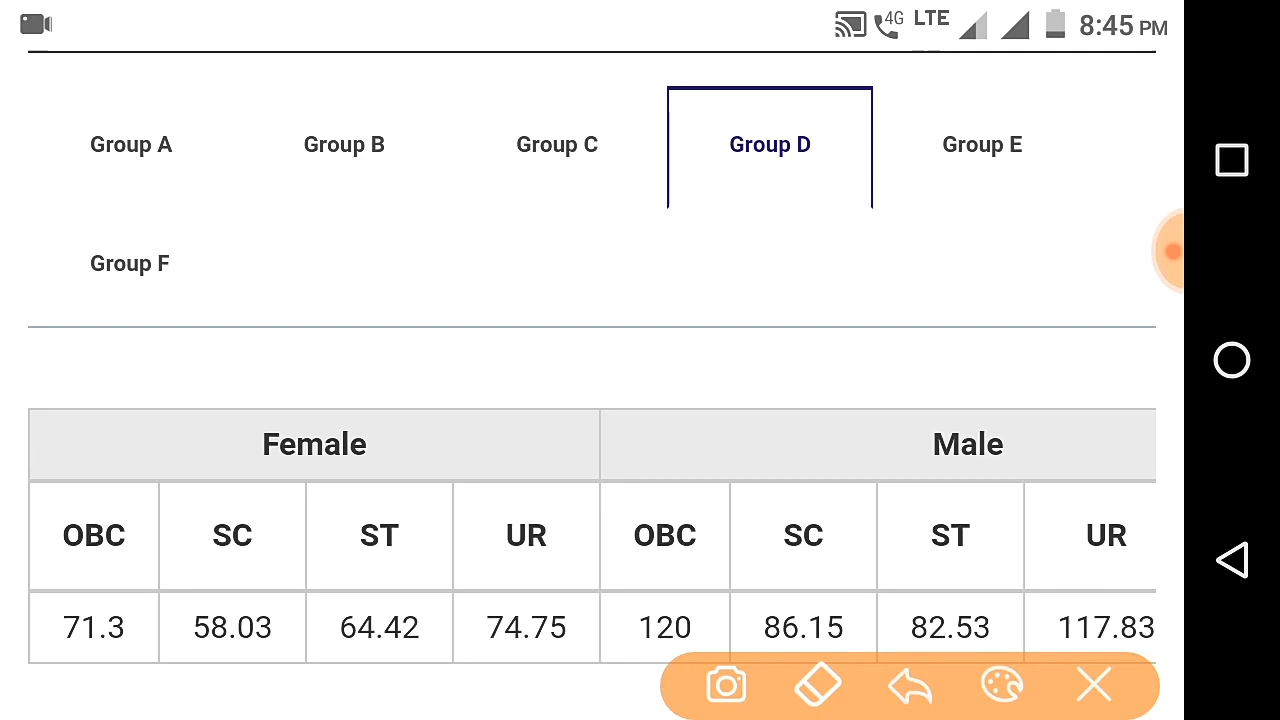 4G LTE 8:45 PM
Group A Group B Group C Group D Group E
Group F
Female Male
OBC SC ST UR OBC SC ST UR
71.3 58.03 64.42 74.75 120 86.15 82.53 117.83